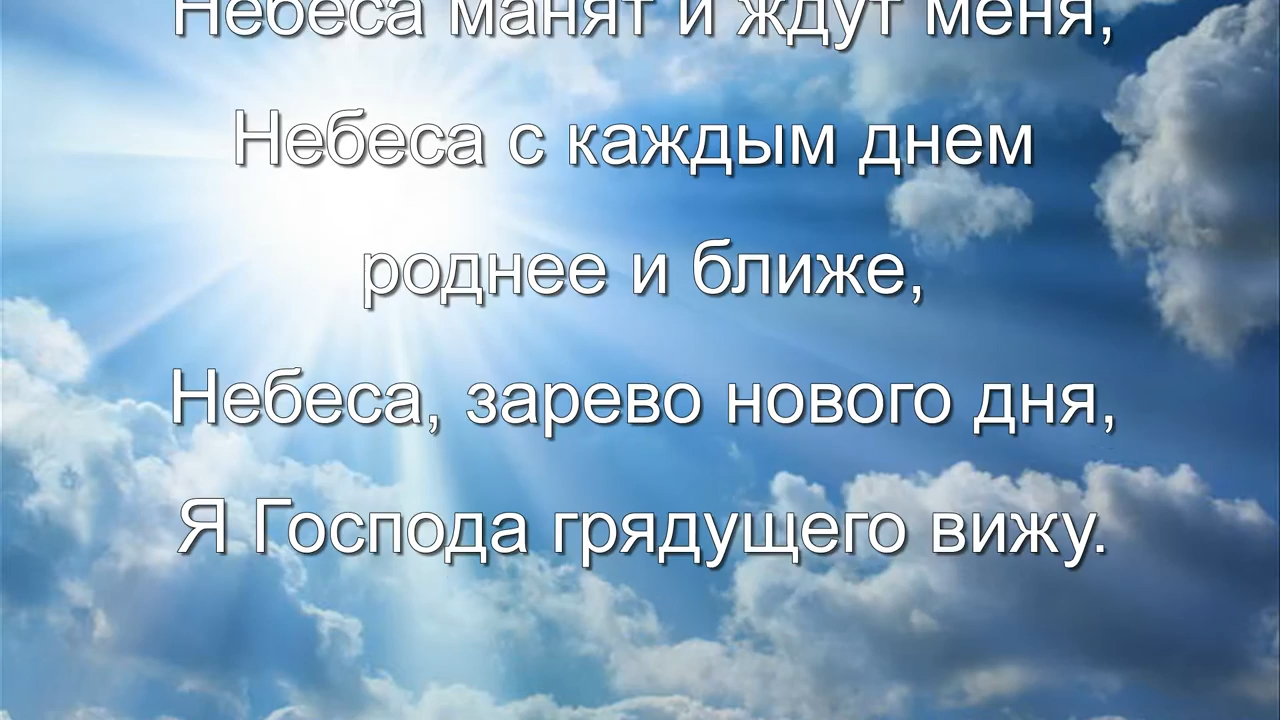 Небеса манят и ждут меня,
Небеса с каждым днем
роднее и ближе,
Небеса, зарево нового дня,
Я Господа грядущего вижу.